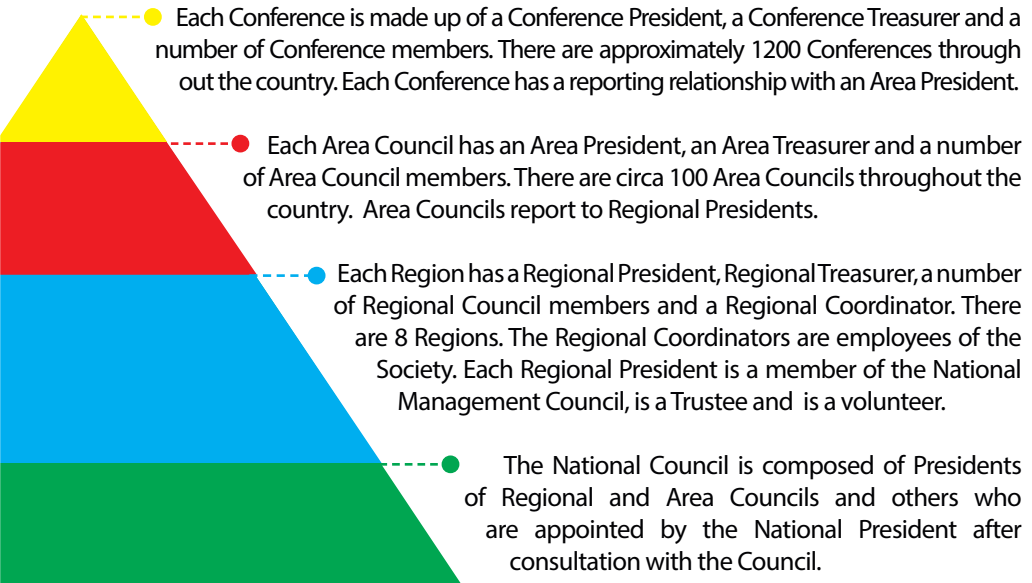 Each Conference is made up of a Conference President, a Conference Treasurer and a
number of Conference members. There are approximately 1200 Conferences through
out the country. Each Conference has a reporting relationship with an Area President.
Each Area Council has an Area President, an Area Treasurer and a number
of Area Council members. There are circa 100 Area Councils throughout the
country. Area Councils report to Regional Presidents.
Each Region has a Regional President, Regional Treasurer, a number
of Regional Council members and a Regional Coordinator. There
are 8 Regions. The Regional Coordinators are employees of the
Society. Each Regional President is a member of the National
Management Council, is a Trustee and is a volunteer.
The National Council is composed of Presidents
of Regional and Area Councils and others who
are appointed by the National President after
consultation with the Council.